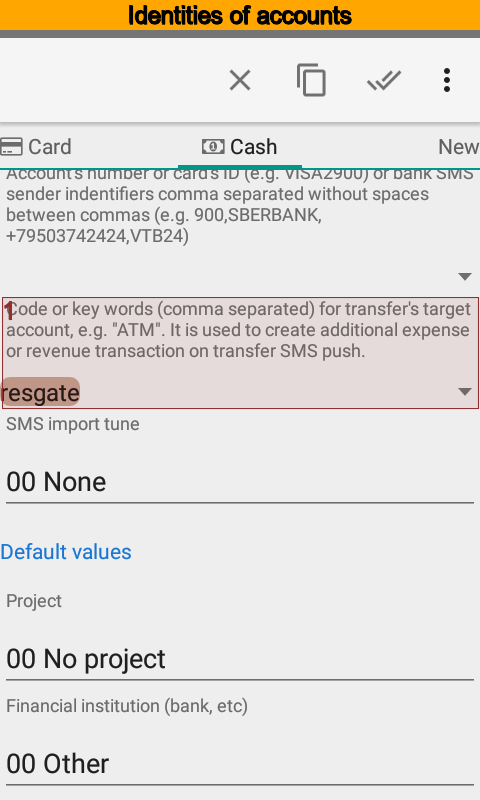 Identities of accounts
Card
Cash
New
Account's number or card's ID (e.g. VISA2900) or bank SMS
sender indentifiers comma separated without spaces
between commas (e.g. 900,SBERBANK,
+79503742424,VTB24)
1
Code or key words (comma separated) for transfer's target
account, e.g. "ATM". It is used to create additional expense
or revenue transaction on transfer SMS push.
resgate
SMS import tune
00 None
Default values
Project
00 No project
Financial institution (bank, etc)
00 Other